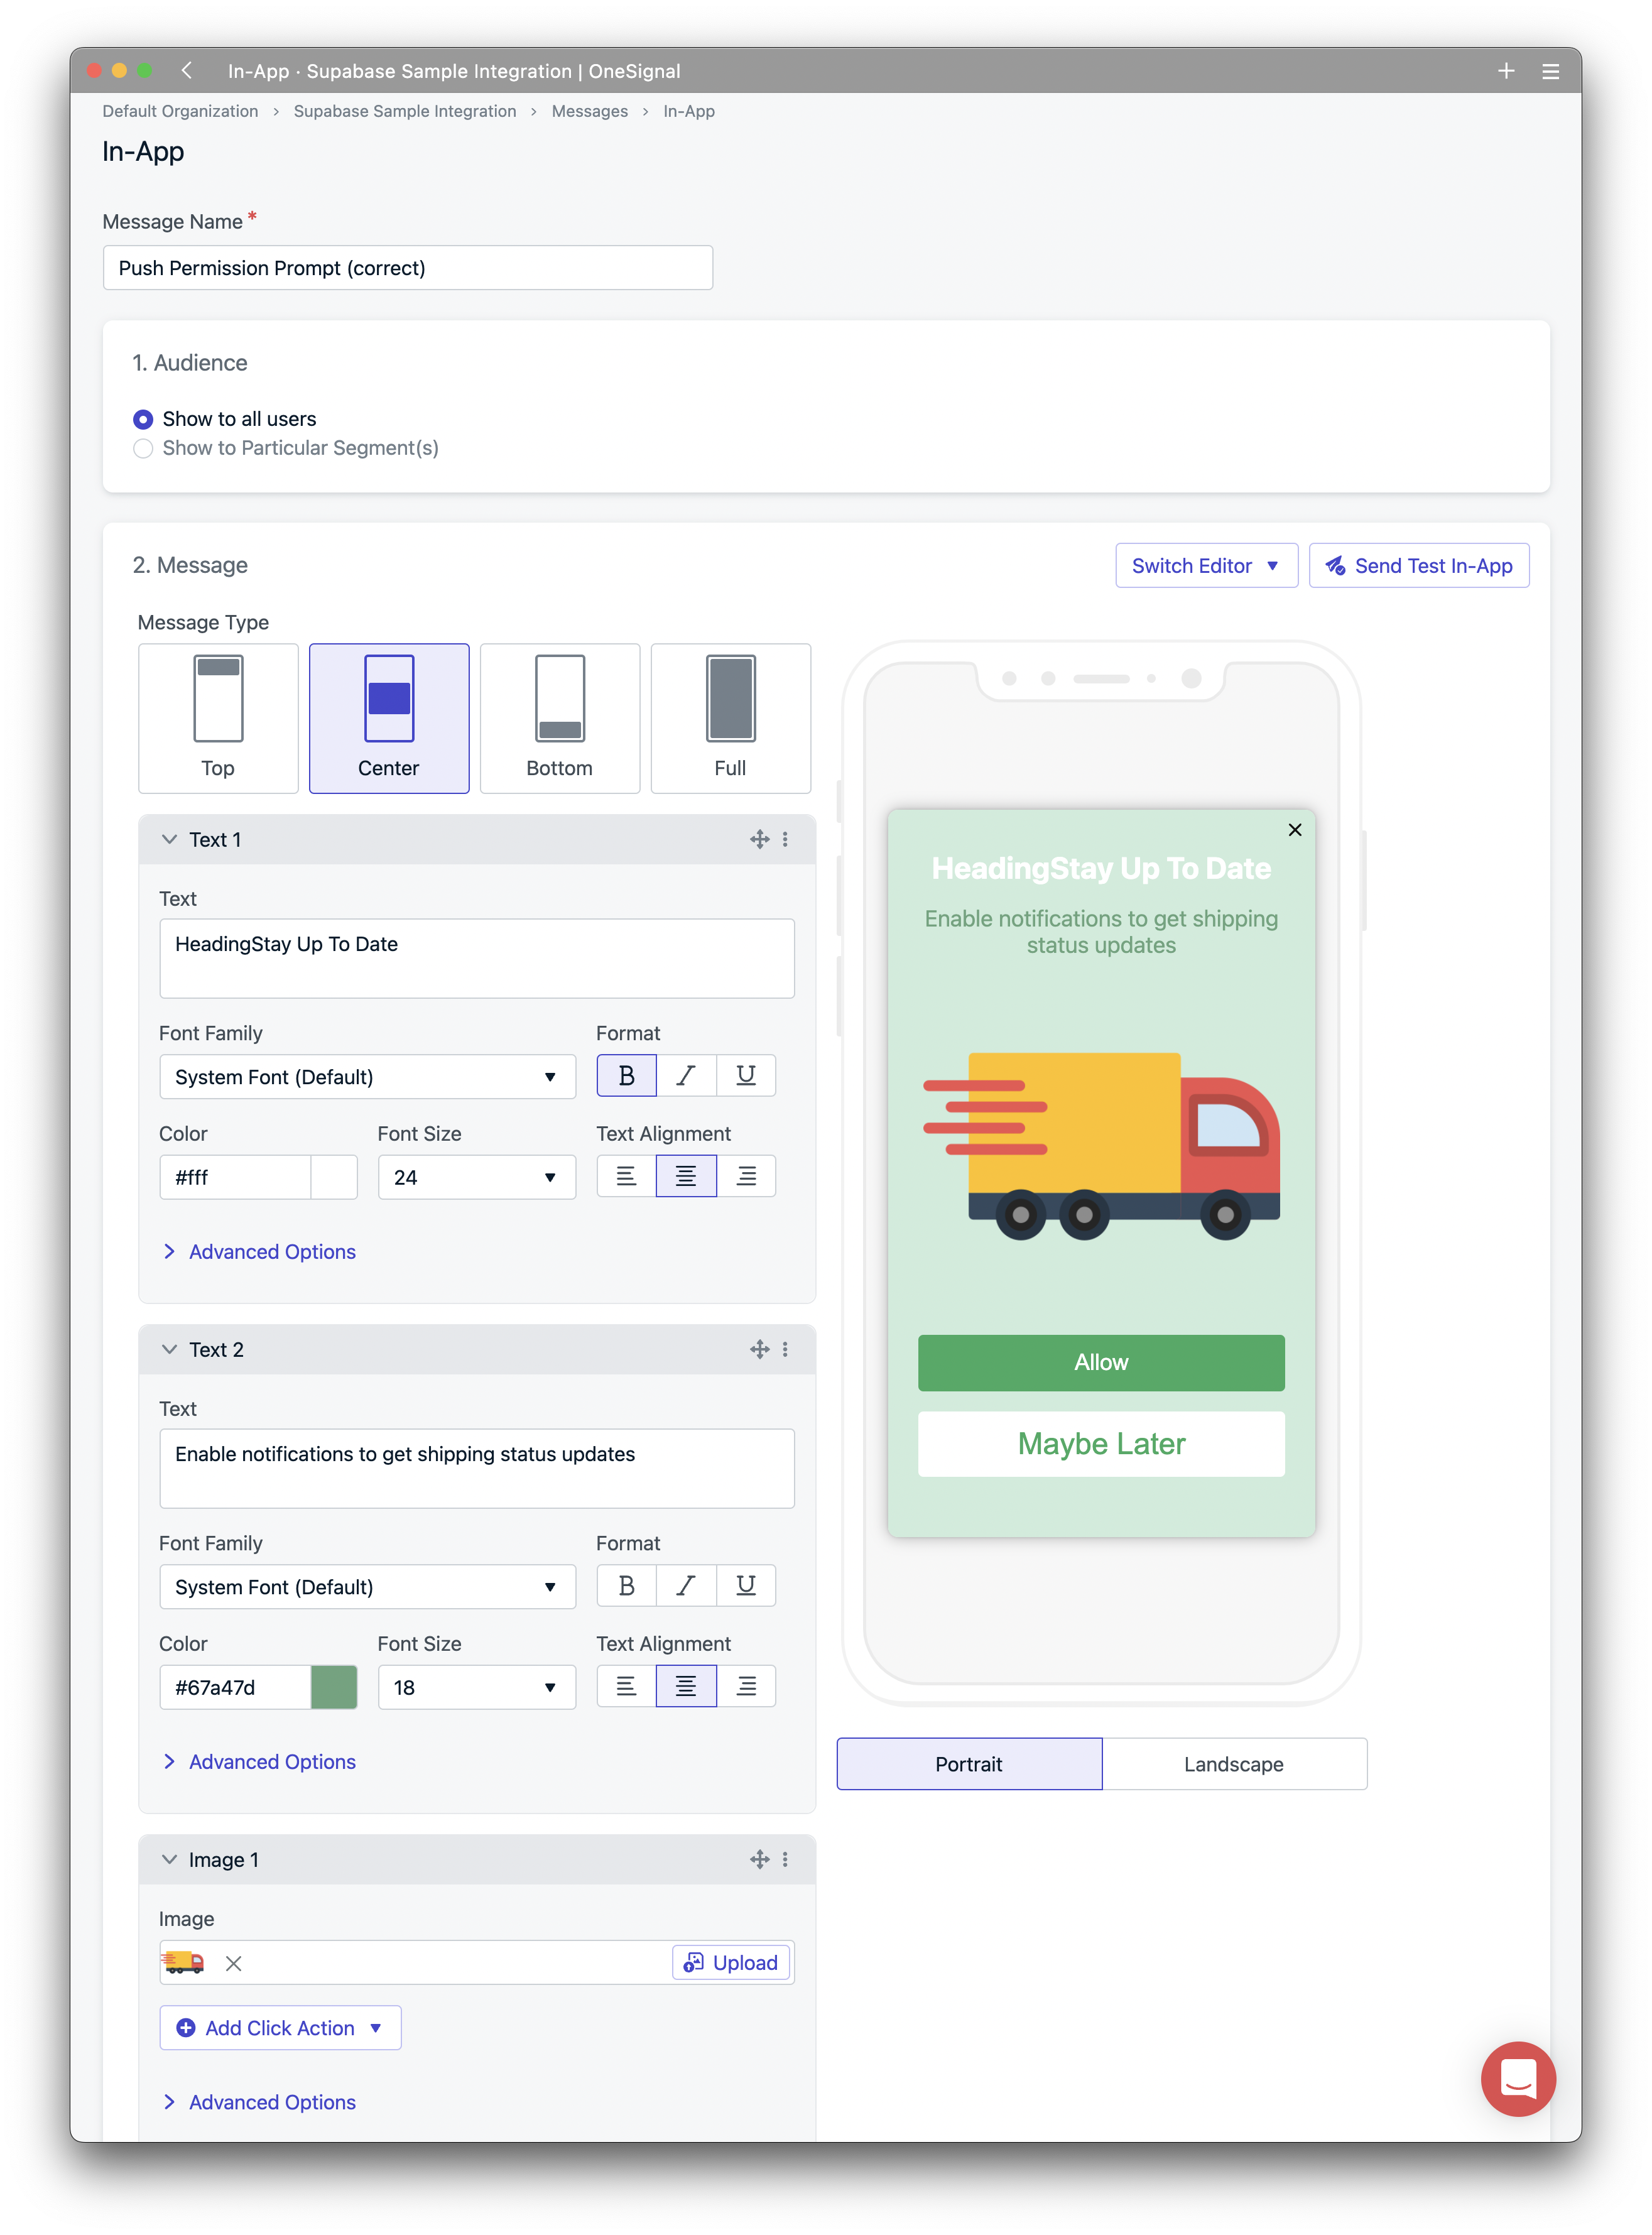 In-App · Supabase Sample Integration | OneSignal
Default Organization > Supabase Sample Integration > Messages > In-App
In-App
Message Name *
Push Permission Prompt (correct)
1. Audience
Show to all users
Show to Particular Segment(s)
2. Message
Switch Editor
Send Test In-App
Message Type
Top
Center
Bottom
Full
Text 1
Text
HeadingStay Up To Date
Font Family
Format
System Font (Default)
B I U
Color
Font Size
Text Alignment
#fff
24
Advanced Options
Text 2
Text
Enable notifications to get shipping status updates
Font Family
Format
System Font (Default)
B I U
Color
Font Size
Text Alignment
#67a47d
18
Advanced Options
Image 1
Image
Upload
Add Click Action
Advanced Options
HeadingStay Up To Date
Enable notifications to get shipping
status updates
Allow
Maybe Later
Portrait
Landscape